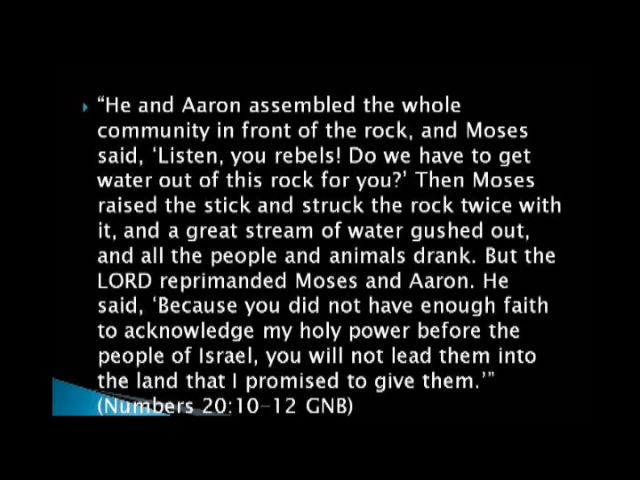 “He and Aaron assembled the whole
community in front of the rock, and Moses
said, ‘Listen, you rebels! Do we have to get
water out of this rock for you?’ Then Moses
raised the stick and struck the rock twice with
it, and a great stream of water gushed out,
and all the people and animals drank. But the
LORD reprimanded Moses and Aaron. He
said, ‘Because you did not have enough faith
to acknowledge my holy power before the
people of Israel, you will not lead them into
the land that I promised to give them.’”
(Numbers 20:10-12 GNB)